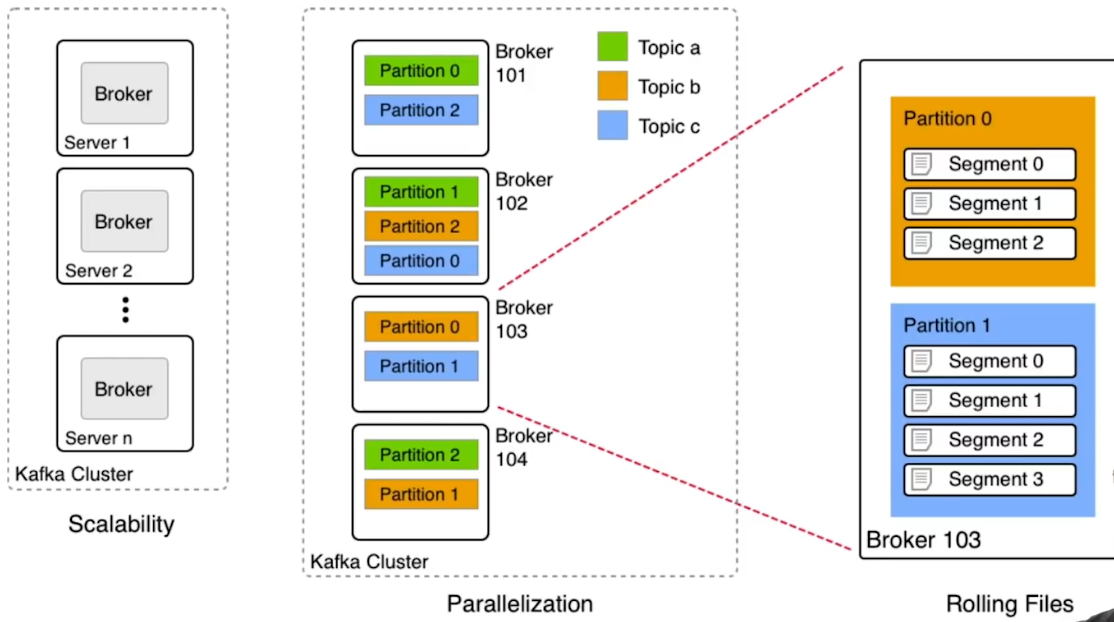 Broker
Server 1
Broker
Server 2
Broker
Server n
Kafka Cluster
Scalability
Partition 0
Partition 2
Broker
101
Partition 1
Partition 2
Partition 0
Broker
102
Partition 0
Partition 1
Broker
103
Partition 2
Partition 1
Broker
104
Topic a
Topic b
Topic c
Kafka Cluster
Parallelization
Partition 0
Segment 0
Segment 1
Segment 2
Partition 1
Segment 0
Segment 1
Segment 2
Segment 3
Broker 103
Rolling Files